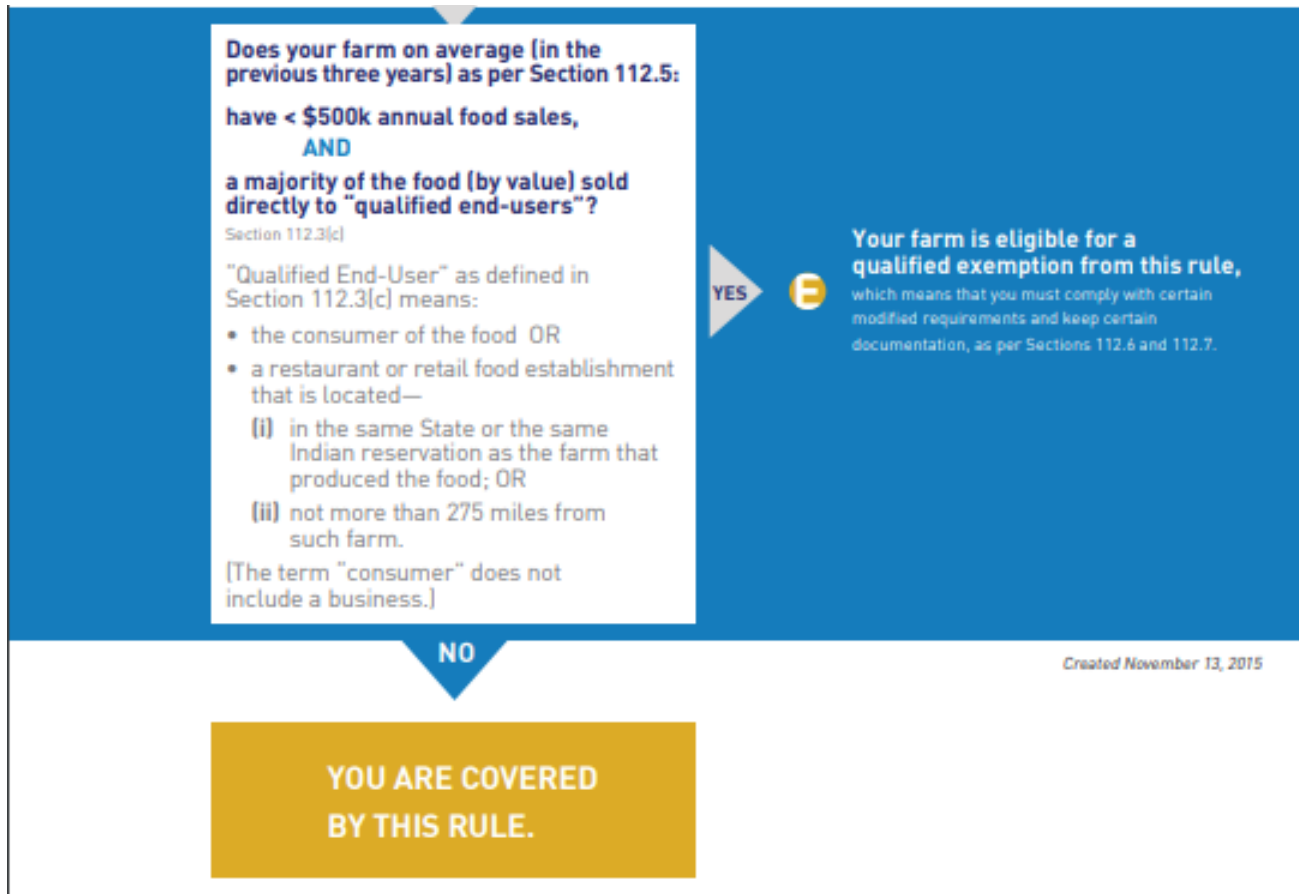 Does your farm on average (in the
previous three years) as per Section 112.5:
have < $500k annual food sales,
AND
a majority of the food (by value) sold
directly to "qualified end-users"?
Section 112.3(c)
"Qualified End-User" as defined in
Section 112.3(c) means:
• the consumer of the food OR
• a restaurant or retail food establishment
that is located—
(i) in the same State or the same
Indian reservation as the farm that
produced the food; OR
(ii) not more than 275 miles from
such farm.
(The term "consumer" does not
include a business.)
YES
E
Your farm is eligible for a
qualified exemption from this rule,
which means that you must comply with certain
modified requirements and keep certain
documentation, as per Sections 112.6 and 112.7.
NO
Created November 13, 2015
YOU ARE COVERED
BY THIS RULE.